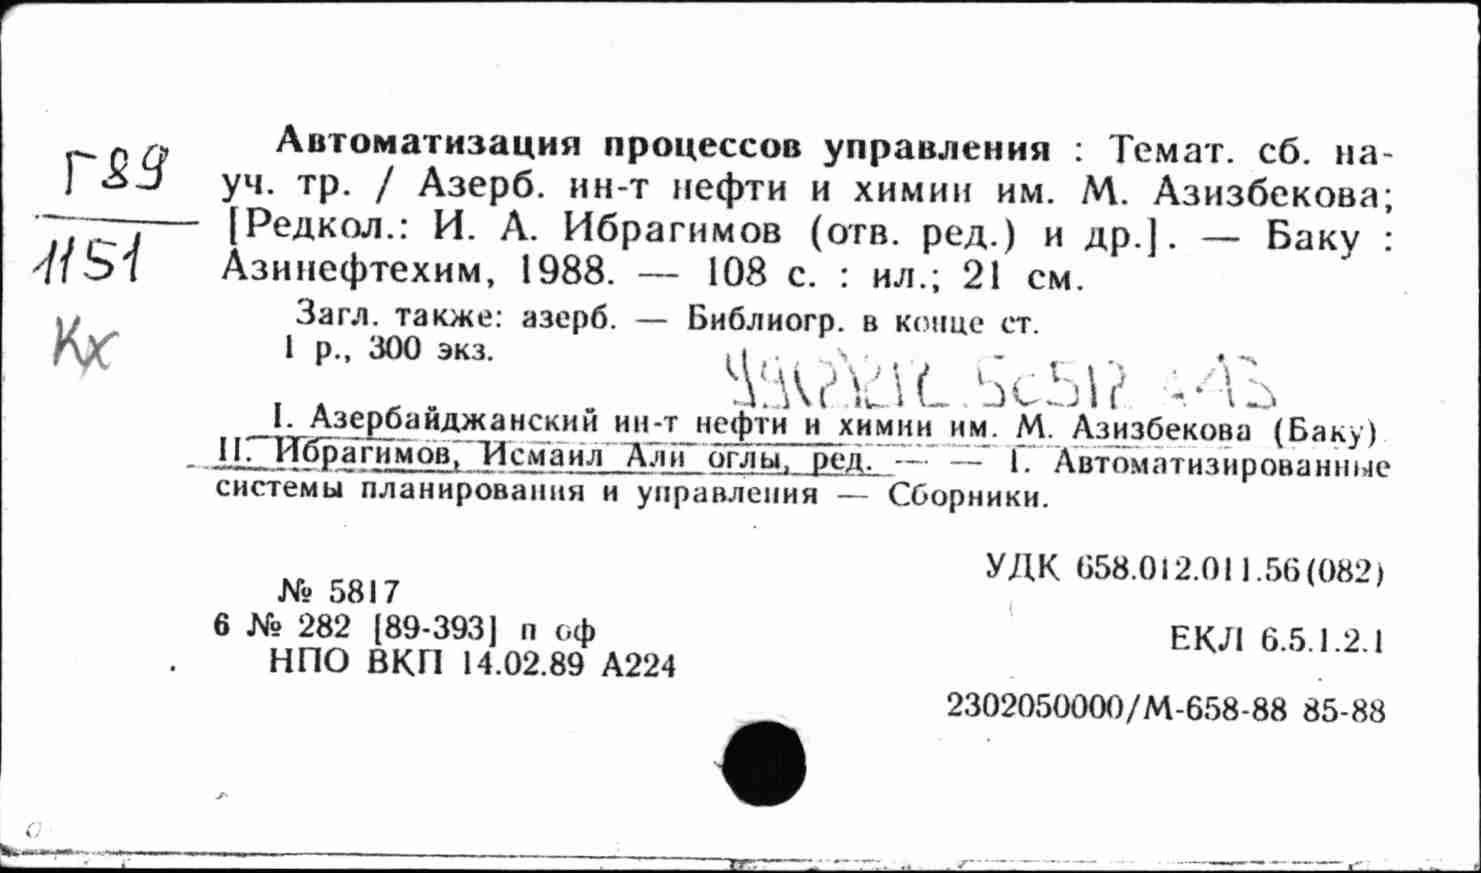 Автоматизация процессов управления : Темат. сб. на-
Г89 уч. тр. / Азерб. ин-т нефти и химии им. М. Азизбекова;
[Редкол.: И. А. Ибрагимов (отв. ред.) и др.]. — Баку :
1151 Азинефтехим, 1988. — 108 с. : ил.; 21 см.
Загл. также: азерб. — Библиогр. в конце ст.
Кх 1 р., 300 экз.
I. Азербайджанский ин-т нефти и химии им. М. Азизбекова (Баку)
II. Ибрагимов, Исмаил Али оглы, ред. — — 1. Автоматизированные
системы планирования и управления — Сборники.
УДК 658.012.011.56(082)
№ 5817
6 № 282 [89-393] п оф
ЕКЛ 6.5.1.2.1
НПО ВКП 14.02.89 А224
2302050000/М-658-88 85-88